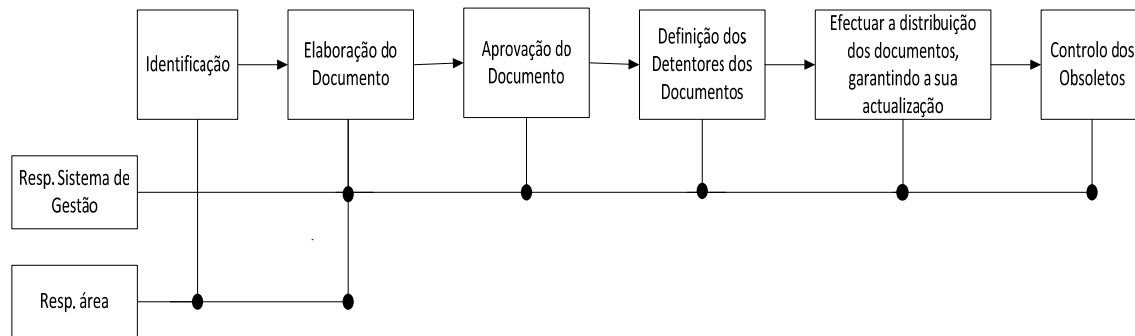 Identificação
Elaboração do
Documento
Aprovação do
Documento
Definição dos
Detentores dos
Documentos
Efectuar a distribuição
dos documentos,
garantindo a sua
actualização
Controlo dos
Obsoletos
Resp. Sistema de
Gestão
Resp. área